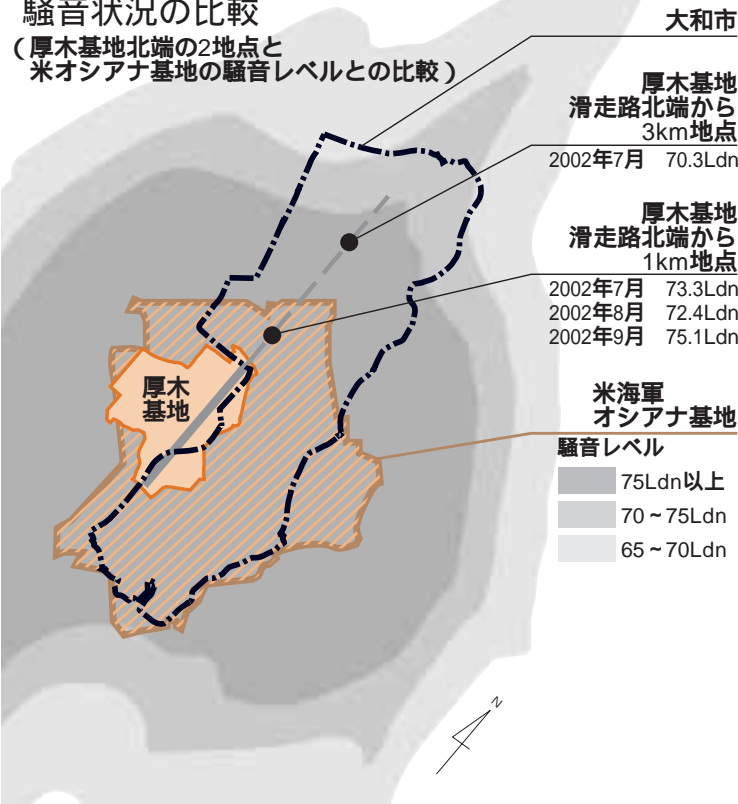 騒音状況の比較
（厚木基地北端の2地点と
米オシアナ基地の騒音レベルとの比較）
大和市
厚木基地
滑走路北端から
3km地点
2002年7月 70.3Ldn
厚木基地
滑走路北端から
1km地点
2002年7月 73.3Ldn
2002年8月 72.4Ldn
2002年9月 75.1Ldn
厚木
基地
米海軍
オシアナ基地
騒音レベル
75Ldn以上
70～75Ldn
65～70Ldn
N